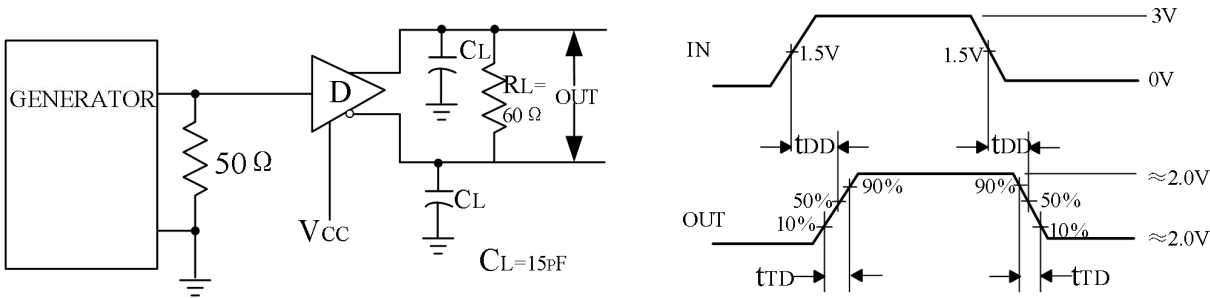 GENERATOR
50 Ω
D
VCC
CL
RL=
60 Ω
OUT
CL
CL=15PF
IN
1.5V
1.5V
3V
0V
tDD
tDD
OUT
10%
50%
90%
90%
50%
10%
≈2.0V
≈2.0V
tTD
tTD